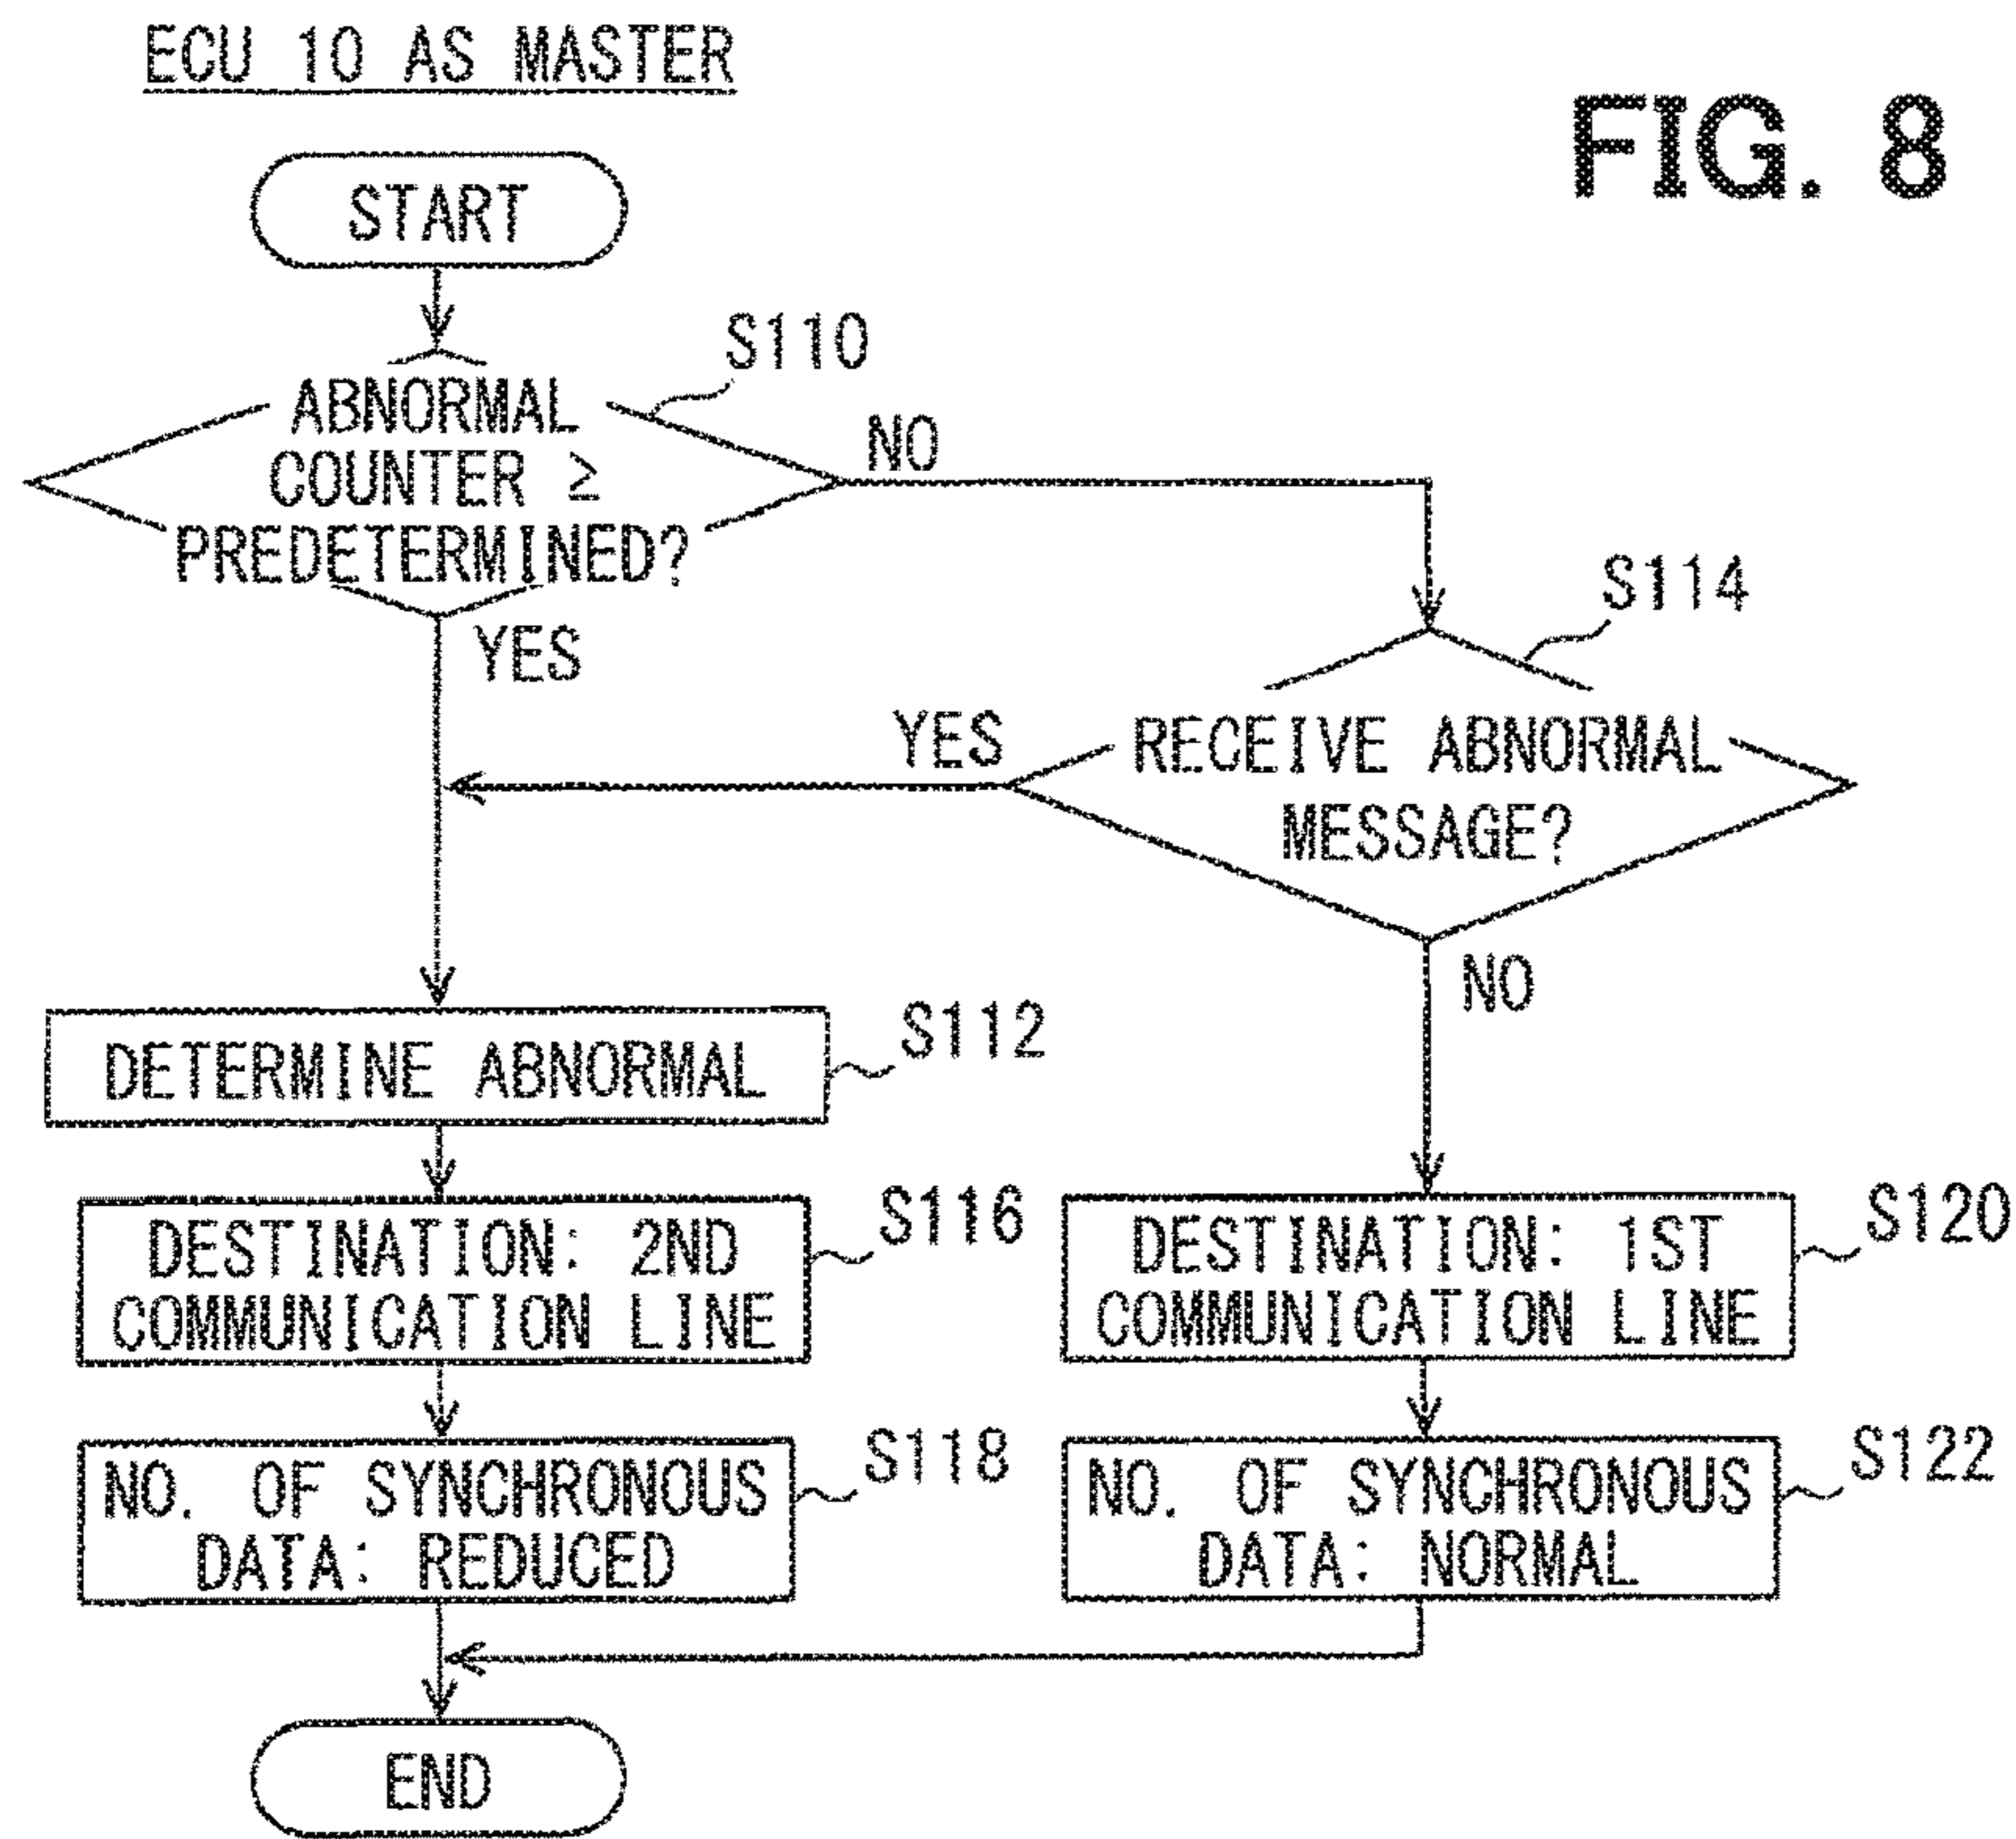 ECU 10 AS MASTER
FIG. 8
START
S110
ABNORMAL
COUNTER ≥
PREDETERMINED?
NO
YES
S114
RECEIVE ABNORMAL
MESSAGE?
YES
NO
DETERMINE ABNORMAL
S112
DESTINATION: 2ND
COMMUNICATION LINE
S116
DESTINATION: 1ST
COMMUNICATION LINE
S120
NO. OF SYNCHRONOUS
DATA: REDUCED
S118
NO. OF SYNCHRONOUS
DATA: NORMAL
S122
END